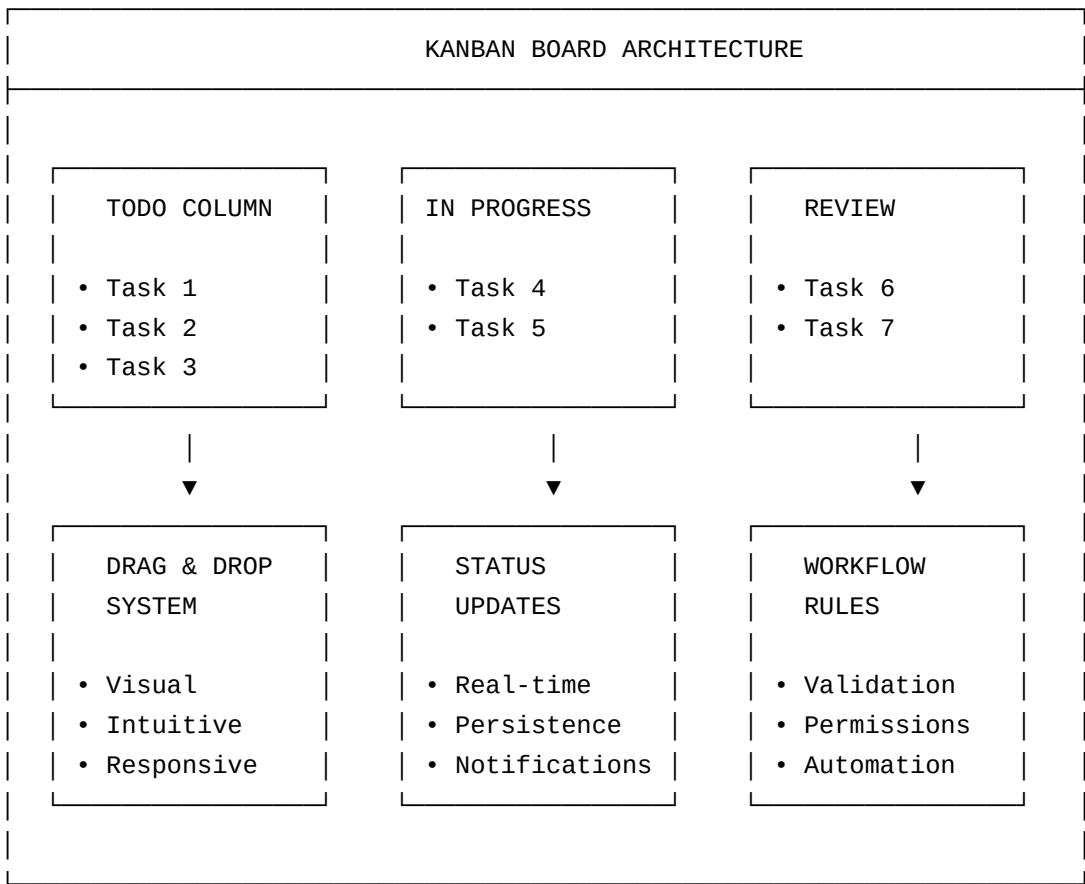 KANBAN BOARD ARCHITECTURE
TODO COLUMN
• Task 1
• Task 2
• Task 3
IN PROGRESS
• Task 4
• Task 5
REVIEW
• Task 6
• Task 7
DRAG & DROP
SYSTEM
• Visual
• Intuitive
• Responsive
STATUS
UPDATES
• Real-time
• Persistence
• Notifications
WORKFLOW
RULES
• Validation
• Permissions
• Automation